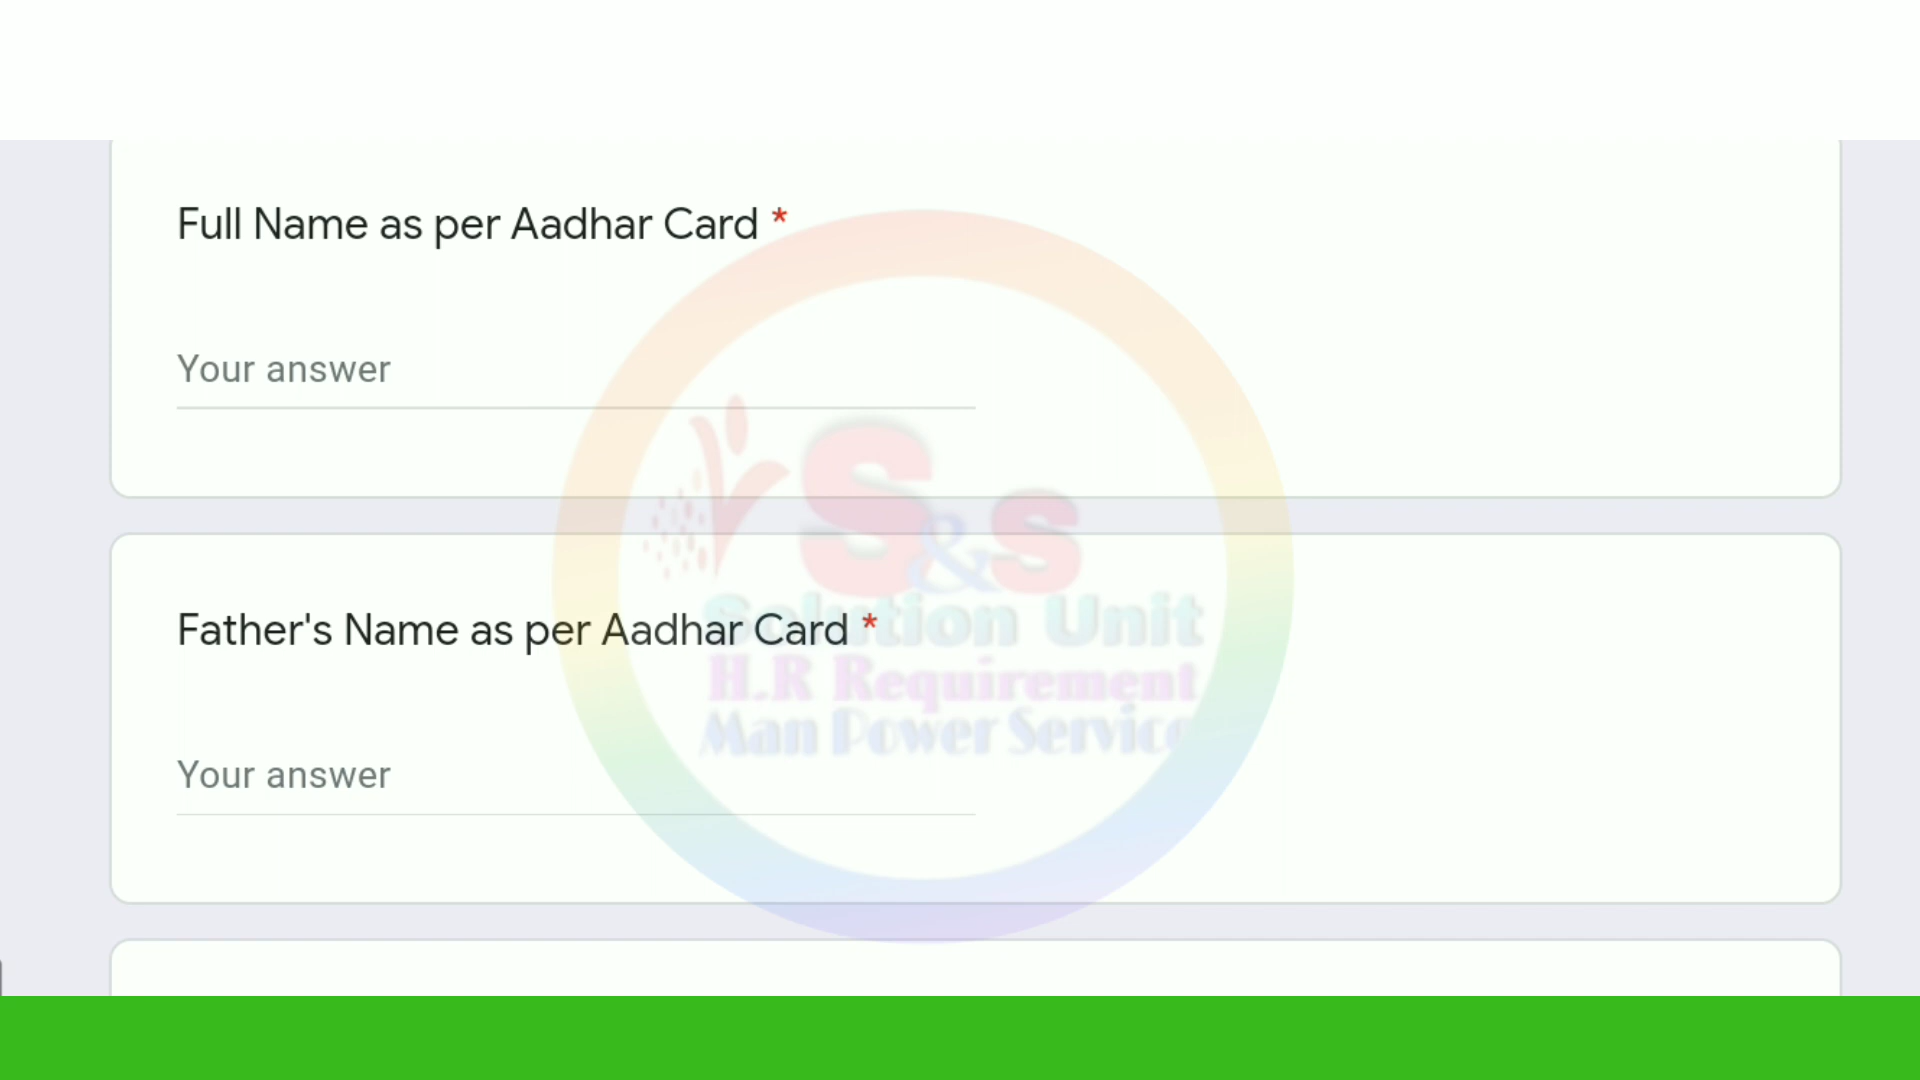 Full Name as per Aadhar Card *
Your answer
S&s
Solution Unit
Father's Name as per Aadhar Card *
H.R Requirement
Man Power Service
Your answer